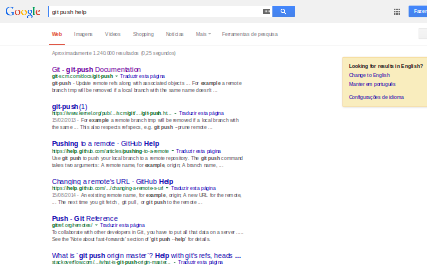 Google
git push help
Web Imagens Vídeos Shopping Notícias Mais Ferramentas de pesquisa
Aproximadamente 1.240.000 resultados (0,25 segundos)
Looking for results in English?
Change to English
Manter em português
Configurações de idioma
Git - git-push Documentation
git-scm.com/docs/git-push Traduzir esta página
git-push - Update remote refs along with associated objects ... For example a remote
branch tmp will be removed if a local branch with the same name doesn't ...
git-push(1)
https://www.kernel.org/pub/.../scm/git/.../git-push.ht... Traduzir esta página
For example a remote branch tmp will be removed if a local branch with
the same ... This also respects refspecs, e.g. git push --prune remote ...
Pushing to a remote - GitHub Help
https://help.github.com/articles/pushing-to-a-remote Traduzir esta página
Use git push to push your local branch to a remote repository. The git push command
takes two arguments: A remote name, for example, origin; A branch name, ...
Changing a remote's URL - GitHub Help
https://help.github.com/.../changing-a-remote-s-url Traduzir esta página
An existing remote name, for example, origin; A new URL for the remote,
... The next time you git fetch , git pull , or git push to the remote ...
Push - Git Reference
gitref.org/remotes/ Traduzir esta página
To collaborate with other developers in Git, you have to put all that data on a server ...
See the 'Note about fast-forwards' section of 'git push --help' for details.
What is `git push origin master`? Help with git's refs, heads ...
stackoverflow.com/.../what-is-git-push-origin-master... Traduzir esta página